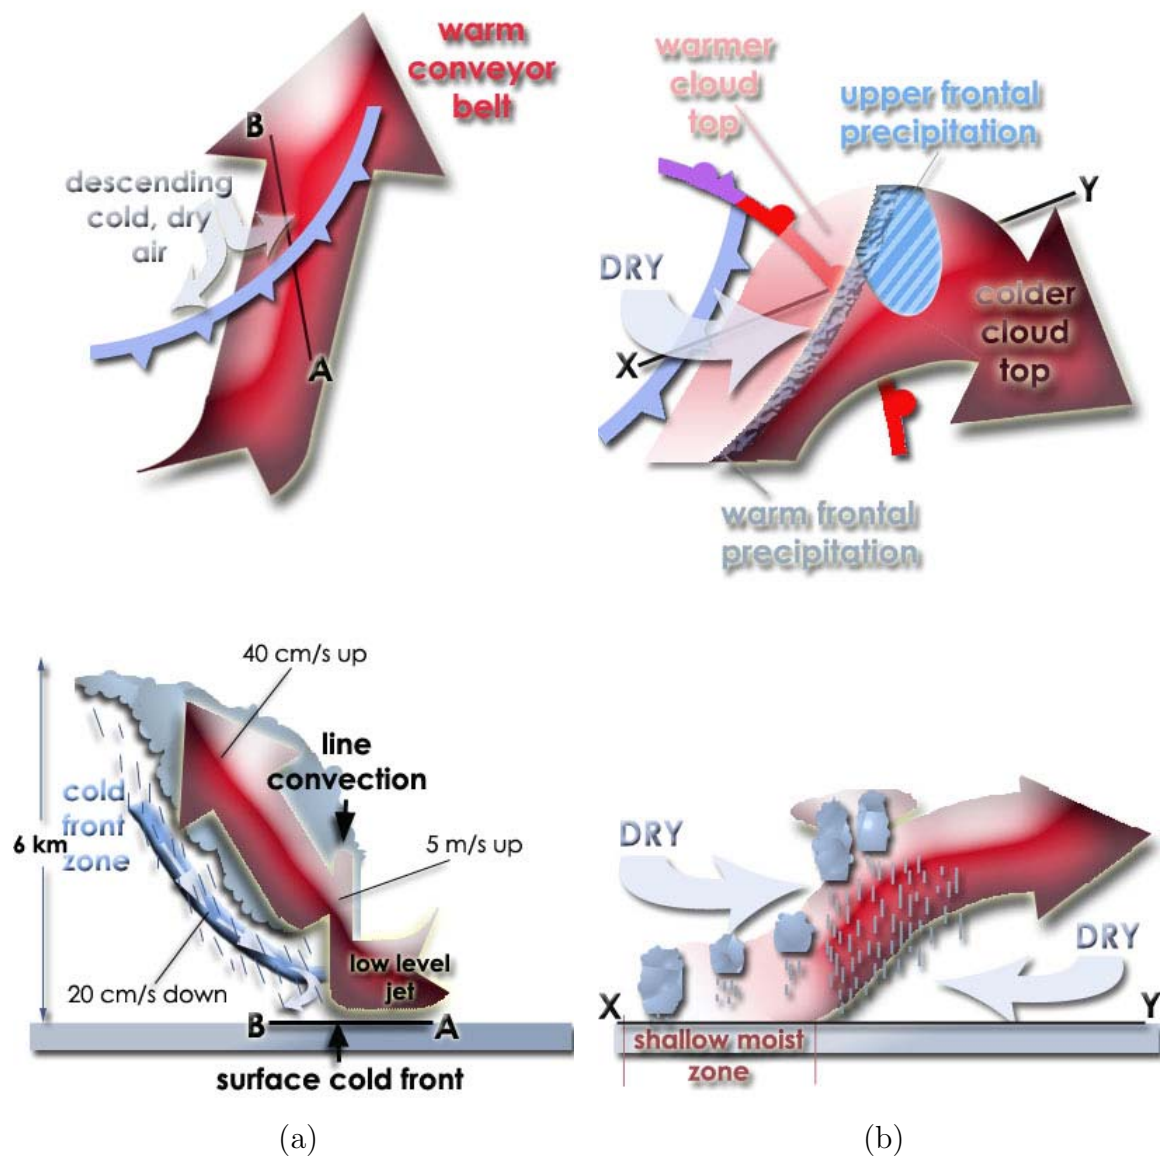 warm
conveyor
belt
B
descending
cold, dry
air
A
warmer
cloud
top
upper frontal
precipitation
Y
DRY
X
colder
cloud
top
warm frontal
precipitation
40 cm/s up
line
convection
cold
front
zone
6 km
5 m/s up
low level
jet
20 cm/s down
B
A
surface cold front
DRY
DRY
X
Y
shallow moist
zone
(a)
(b)